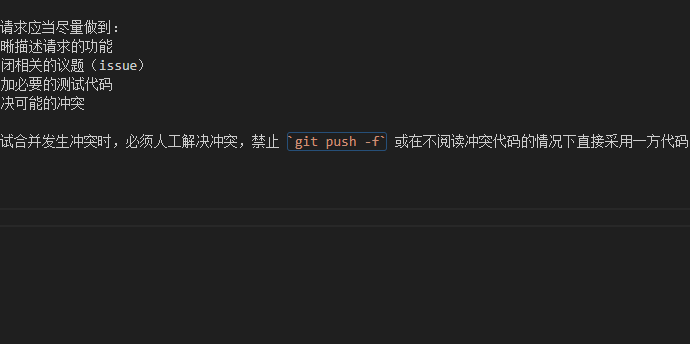 请求应当尽量做到：
晰描述请求的功能
闭相关的议题（issue）
加必要的测试代码
决可能的冲突
试合并发生冲突时，必须人工解决冲突，禁止 `git push -f` 或在不阅读冲突代码的情况下直接采用一方代码